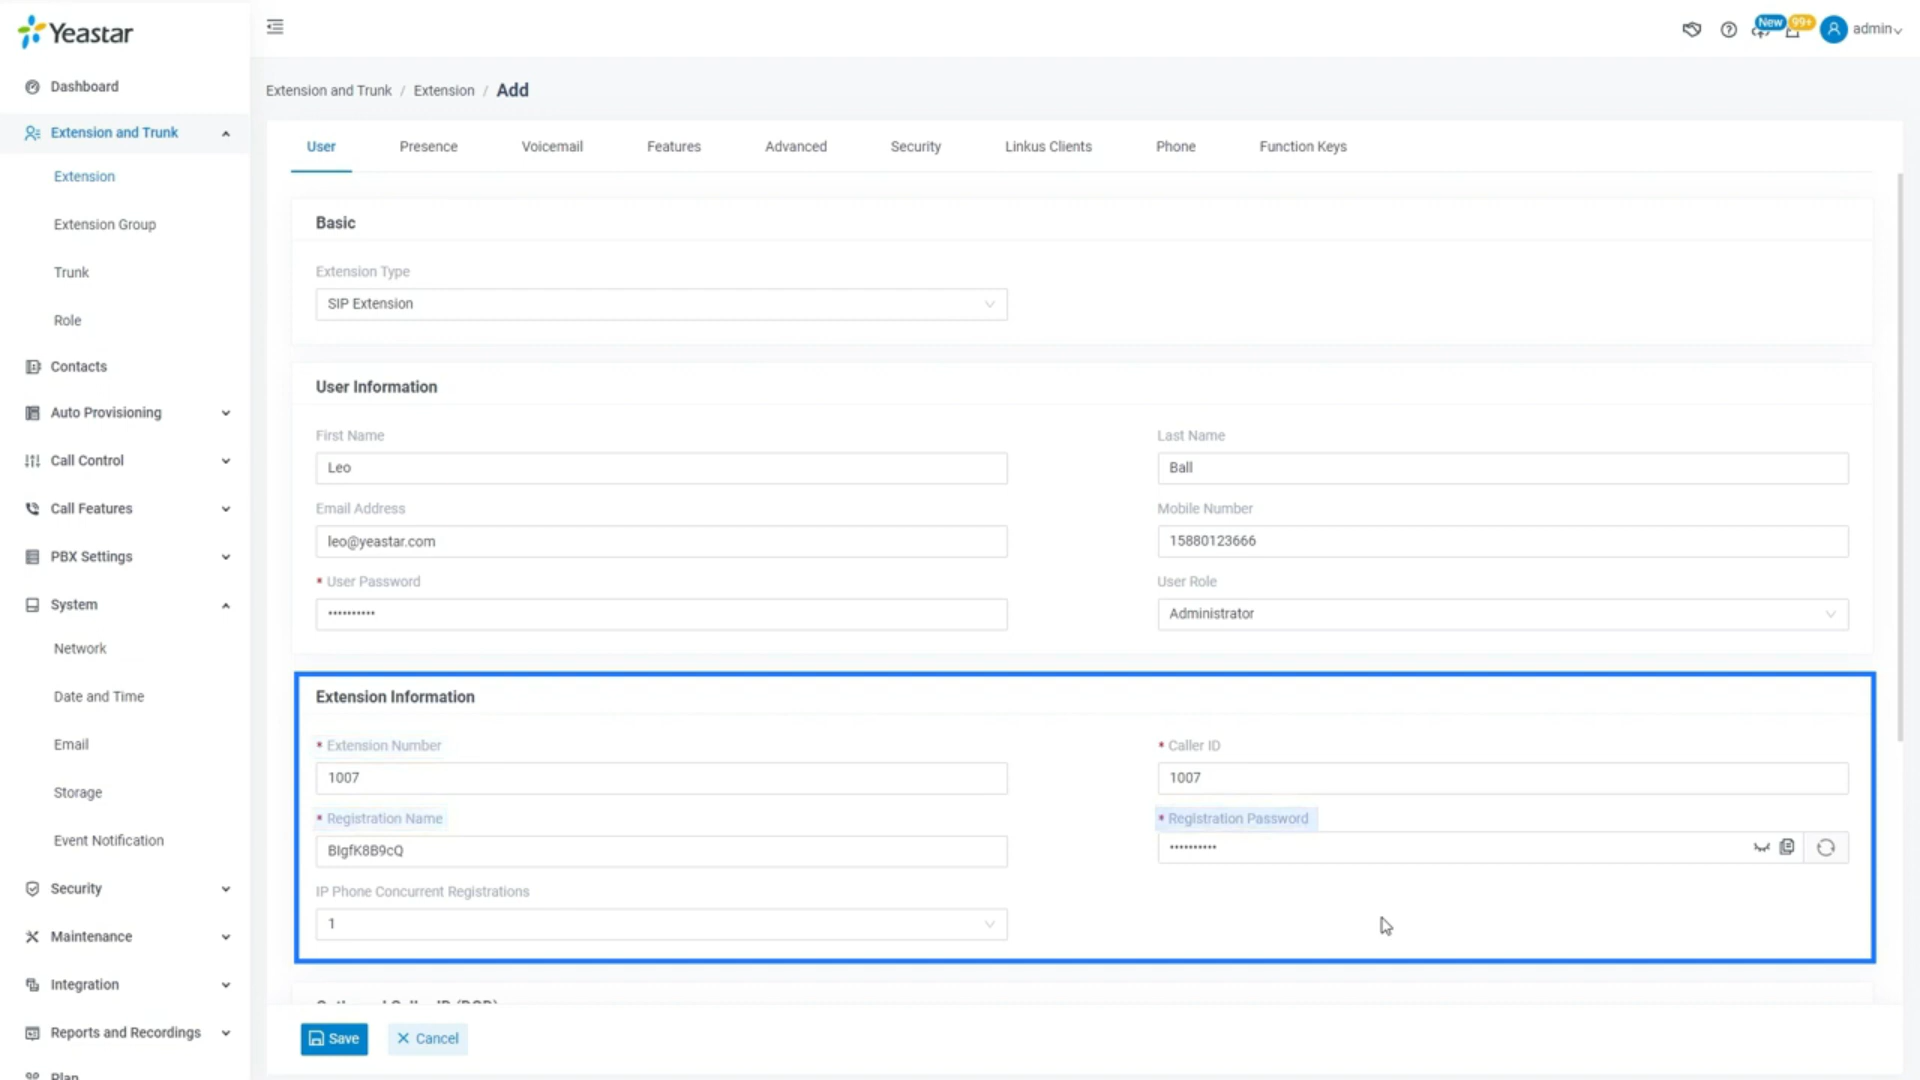 Yeastar
New
99+
admin
Dashboard
Extension and Trunk
Extension
Extension Group
Trunk
Role
Contacts
Auto Provisioning
Call Control
Call Features
PBX Settings
System
Network
Date and Time
Email
Storage
Event Notification
Security
Maintenance
Integration
Reports and Recordings
Plan
Extension and Trunk / Extension / Add
User Presence Voicemail Features Advanced Security Linkus Clients Phone Function Keys
Basic
Extension Type
SIP Extension
User Information
First Name
Leo
Last Name
Ball
Email Address
leo@yeastar.com
Mobile Number
15880123666
* User Password
••••••••••
User Role
Administrator
Extension Information
* Extension Number
1007
* Caller ID
1007
* Registration Name
BIgfK8B9cQ
* Registration Password
••••••••••
IP Phone Concurrent Registrations
1
Save
Cancel